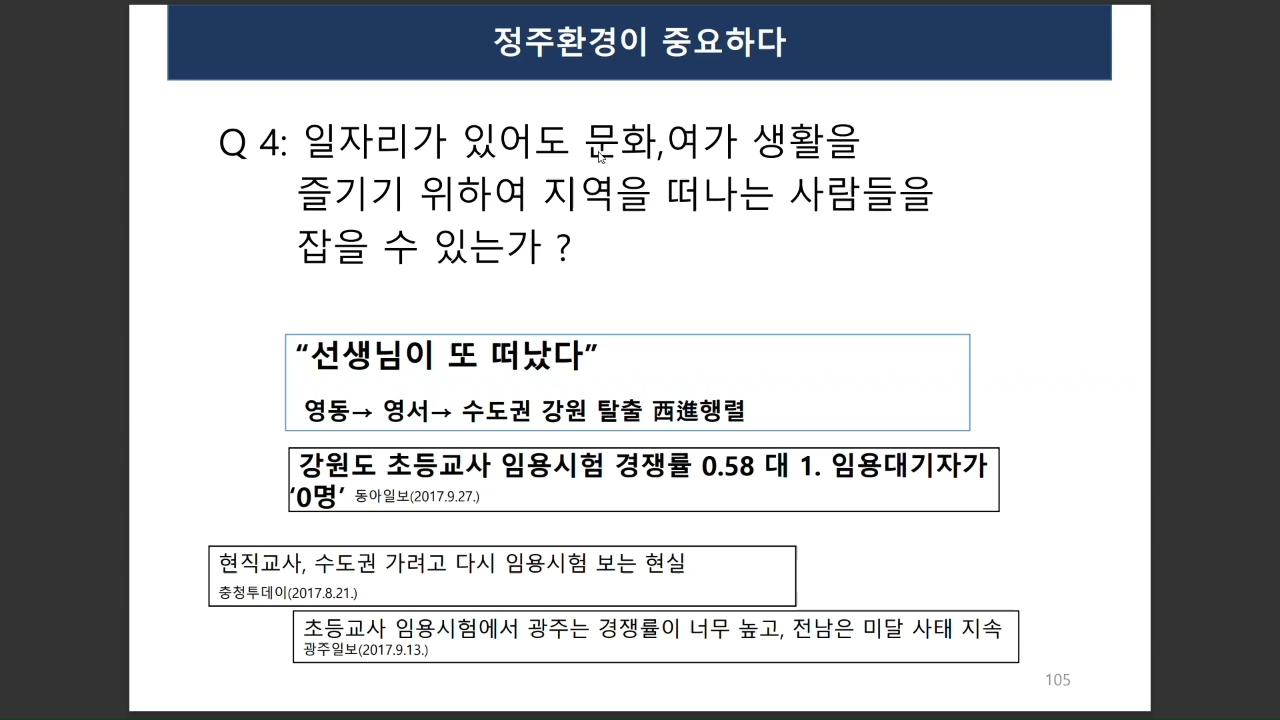 정주환경이 중요하다
Q 4: 일자리가 있어도 문화,여가 생활을
즐기기 위하여 지역을 떠나는 사람들을
잡을 수 있는가 ?
“선생님이 또 떠났다”
영동→ 영서→ 수도권 강원 탈출 西進행렬
강원도 초등교사 임용시험 경쟁률 0.58 대 1. 임용대기자가
‘0명’ 동아일보(2017.9.27.)
현직교사, 수도권 가려고 다시 임용시험 보는 현실
충청투데이(2017.8.21.)
초등교사 임용시험에서 광주는 경쟁률이 너무 높고, 전남은 미달 사태 지속
광주일보(2017.9.13.)
105